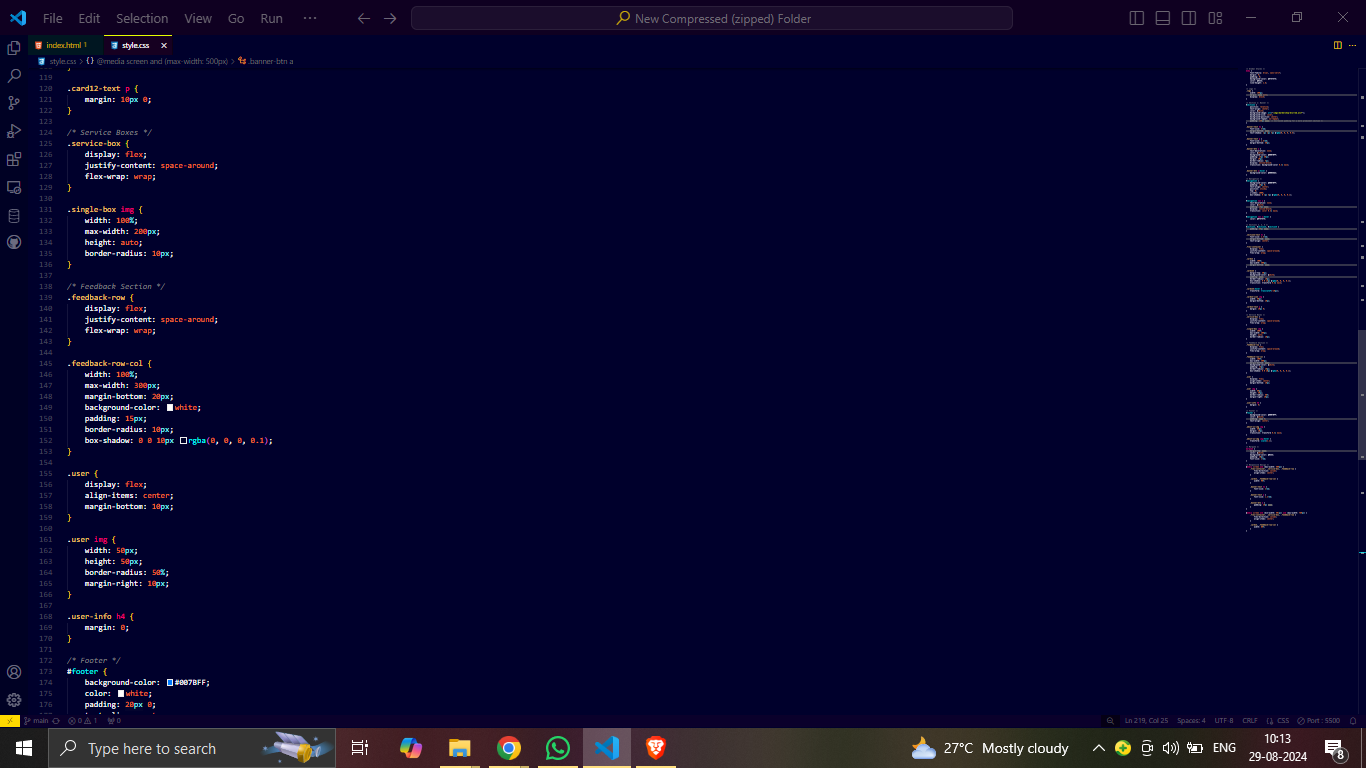 File Edit Selection View Go Run ··· New Compressed (zipped) Folder
index.html 1 style.css
style.css > {} @media screen and (max-width: 500px) > .banner-btn a
119
120 .card12-text p {
121 margin: 10px 0;
122 }
123
124 /* Service Boxes */
125 .service-box {
126 display: flex;
127 justify-content: space-around;
128 flex-wrap: wrap;
129 }
130
131 .single-box img {
132 width: 100%;
133 max-width: 200px;
134 height: auto;
135 border-radius: 10px;
136 }
137
138 /* Feedback Section */
139 .feedback-row {
140 display: flex;
141 justify-content: space-around;
142 flex-wrap: wrap;
143 }
144
145 .feedback-row-col {
146 width: 100%;
147 max-width: 300px;
148 margin-bottom: 20px;
149 background-color: white;
150 padding: 15px;
151 border-radius: 10px;
152 box-shadow: 0 0 10px rgba(0, 0, 0, 0.1);
153 }
154
155 .user {
156 display: flex;
157 align-items: center;
158 margin-bottom: 10px;
159 }
160
161 .user img {
162 width: 50px;
163 height: 50px;
164 border-radius: 50%;
165 margin-right: 10px;
166 }
167
168 .user-info h4 {
169 margin: 0;
170 }
171
172 /* Footer */
173 #footer {
174 background-color: #007BFF;
175 color: white;
176 padding: 20px 0;
main 0 1 0 Ln 219, Col 25 Spaces: 4 UTF-8 CRLF {} CSS Port : 5500
Type here to search 27°C Mostly cloudy ENG 10:13
29-08-2024 8